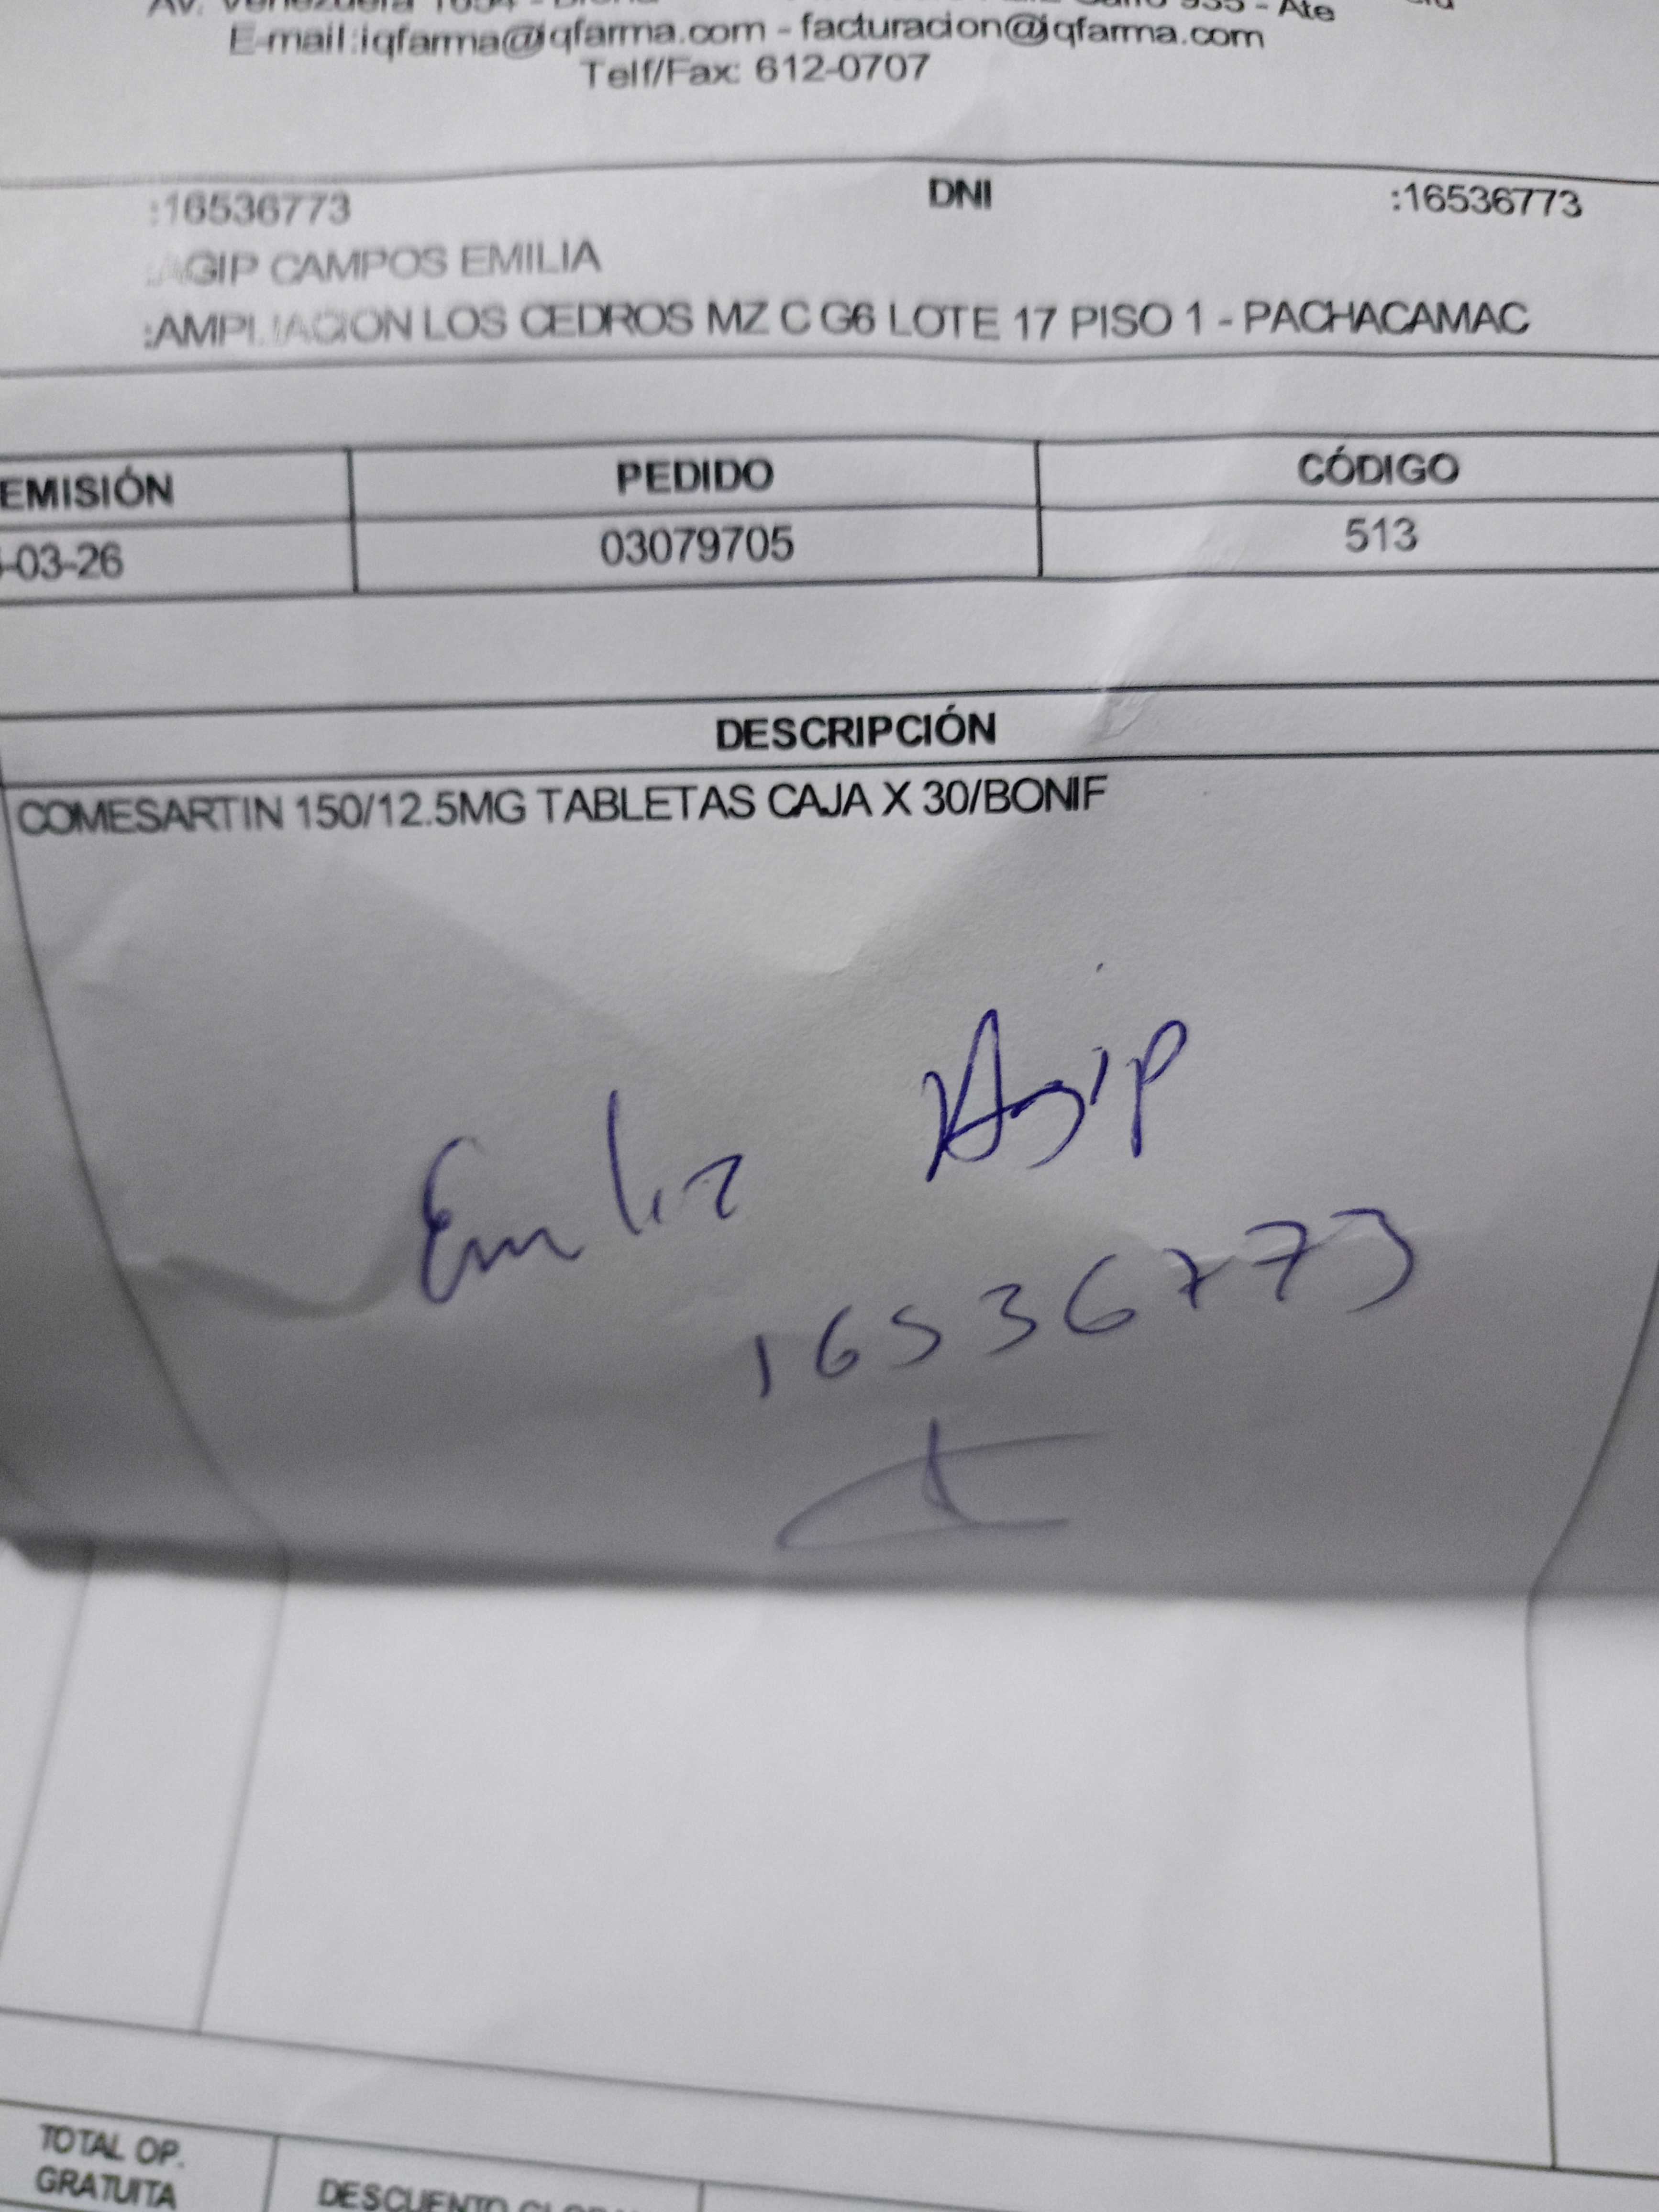 E-mail:iqfarma@iqfarma.com - facturacion@iqfarma.com
Telf/Fax: 612-0707
:16536773 DNI :16536773
AGIP CAMPOS EMILIA
:AMPLIACION LOS CEDROS MZ C G6 LOTE 17 PISO 1 - PACHACAMAC
EMISIÓN PEDIDO CÓDIGO
-03-26 03079705 513
DESCRIPCIÓN
COMESARTIN 150/12.5MG TABLETAS CAJA X 30/BONIF
Emilia Agip
16536773
TOTAL OP.
GRATUITA
DESCUENTO